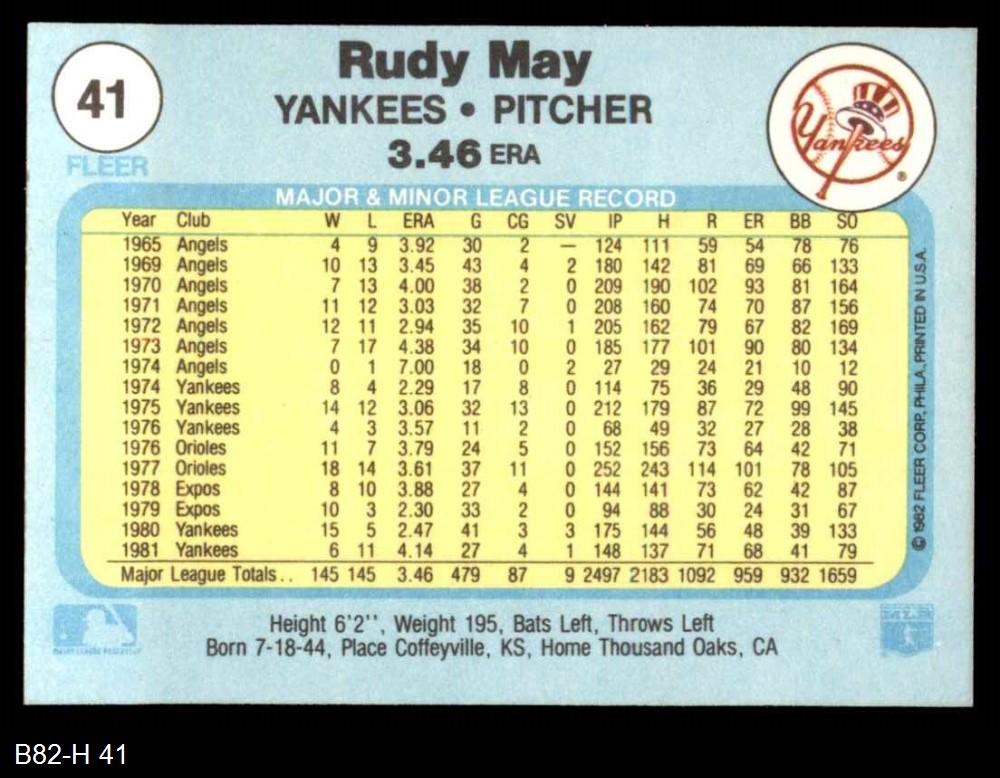 41
FLEER
Rudy May
YANKEES • PITCHER
3.46 ERA
Yankees
®
MAJOR & MINOR LEAGUE RECORD
Year Club W L ERA G CG SV IP H R ER BB SO
1965 Angels 4 9 3.92 30 2 — 124 111 59 54 78 76
1969 Angels 10 13 3.45 43 4 2 180 142 81 69 66 133
1970 Angels 7 13 4.00 38 2 0 209 190 102 93 81 164
1971 Angels 11 12 3.03 32 7 0 208 160 74 70 87 156
1972 Angels 12 11 2.94 35 10 1 205 162 79 67 82 169
1973 Angels 7 17 4.38 34 10 0 185 177 101 90 80 134
1974 Angels 0 1 7.00 18 0 2 27 29 24 21 10 12
1974 Yankees 8 4 2.29 17 8 0 114 75 36 29 48 90
1975 Yankees 14 12 3.06 32 13 0 212 179 87 72 99 145
1976 Yankees 4 3 3.57 11 2 0 68 49 32 27 28 38
1976 Orioles 11 7 3.79 24 5 0 152 156 73 64 42 71
1977 Orioles 18 14 3.61 37 11 0 252 243 114 101 78 105
1978 Expos 8 10 3.88 27 4 0 144 141 73 62 42 87
1979 Expos 10 3 2.30 33 2 0 94 88 30 24 31 67
1980 Yankees 15 5 2.47 41 3 3 175 144 56 48 39 133
1981 Yankees 6 11 4.14 27 4 1 148 137 71 68 41 79
Major League Totals.. 145 145 3.46 479 87 9 2497 2183 1092 959 932 1659
© 1982 FLEER CORP., PHILA., PRINTED IN U.S.A.
Height 6'2'', Weight 195, Bats Left, Throws Left
Born 7-18-44, Place Coffeyville, KS, Home Thousand Oaks, CA
B82-H 41